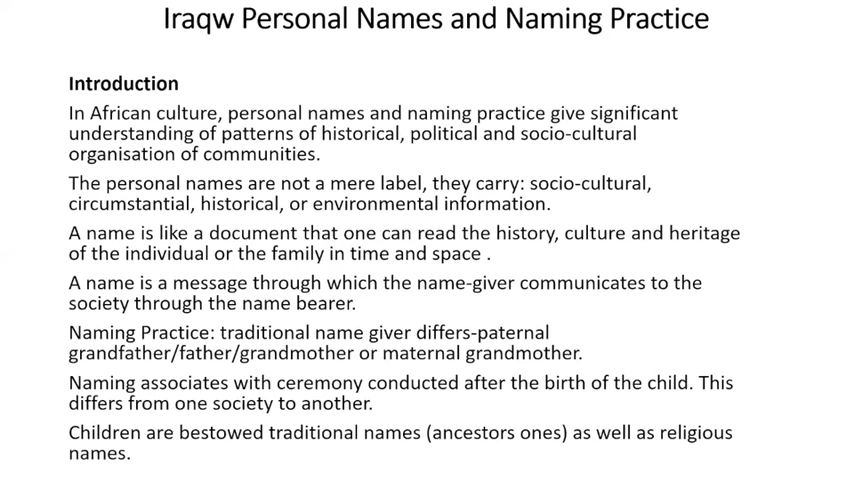 Iraqw Personal Names and Naming Practice
Introduction
In African culture, personal names and naming practice give significant
understanding of patterns of historical, political and socio-cultural
organisation of communities.
The personal names are not a mere label, they carry: socio-cultural,
circumstantial, historical, or environmental information.
A name is like a document that one can read the history, culture and heritage
of the individual or the family in time and space .
A name is a message through which the name-giver communicates to the
society through the name bearer.
Naming Practice: traditional name giver differs-paternal
grandfather/father/grandmother or maternal grandmother.
Naming associates with ceremony conducted after the birth of the child. This
differs from one society to another.
Children are bestowed traditional names (ancestors ones) as well as religious
names.